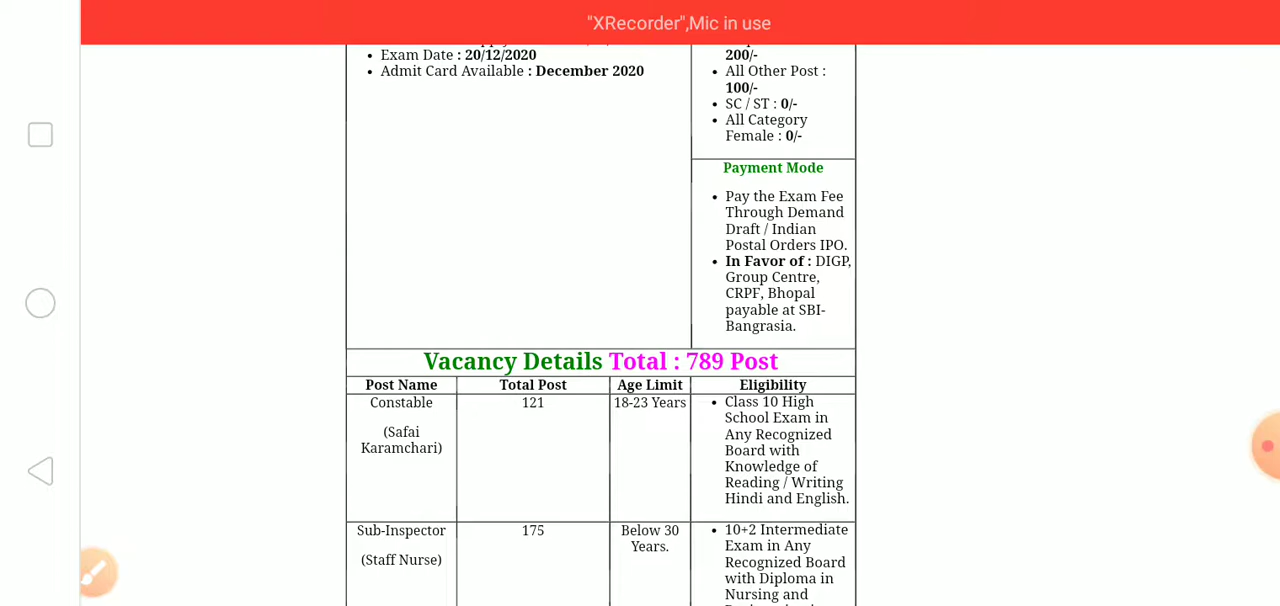 "XRecorder",Mic in use
Exam Date : 20/12/2020
Admit Card Available : December 2020
200/-
All Other Post :
100/-
SC / ST : 0/-
All Category
Female : 0/-
Payment Mode
Pay the Exam Fee
Through Demand
Draft / Indian
Postal Orders IPO.
In Favor of : DIGP,
Group Centre,
CRPF, Bhopal
payable at SBI-
Bangrasia.
Vacancy Details Total : 789 Post
Post Name Total Post Age Limit Eligibility
Constable
(Safai
Karamchari)
121
18-23 Years
Class 10 High
School Exam in
Any Recognized
Board with
Knowledge of
Reading / Writing
Hindi and English.
Sub-Inspector
(Staff Nurse)
175
Below 30
Years.
10+2 Intermediate
Exam in Any
Recognized Board
with Diploma in
Nursing and